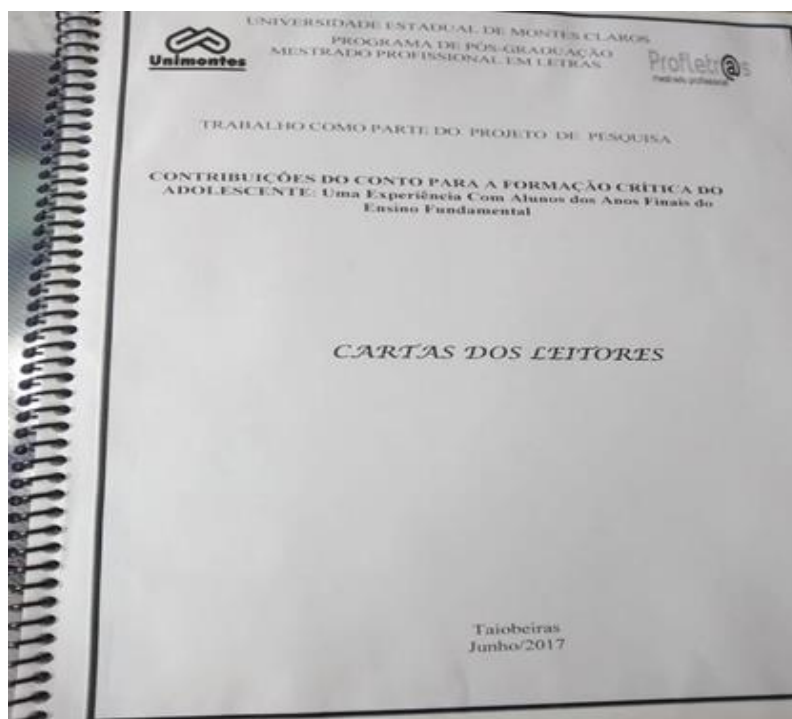 UNIVERSIDADE ESTADUAL DE MONTES CLAROS
PROGRAMA DE PÓS-GRADUAÇÃO
MESTRADO PROFISSIONAL EM LETRAS
Unimontes
Profletr@s
mestrado profissional
TRABALHO COMO PARTE DO PROJETO DE PESQUISA
CONTRIBUIÇÕES DO CONTO PARA A FORMAÇÃO CRÍTICA DO
ADOLESCENTE: Uma Experiência Com Alunos dos Anos Finais do
Ensino Fundamental
CARTAS DOS LEITORES
Taiobeiras
Junho/2017